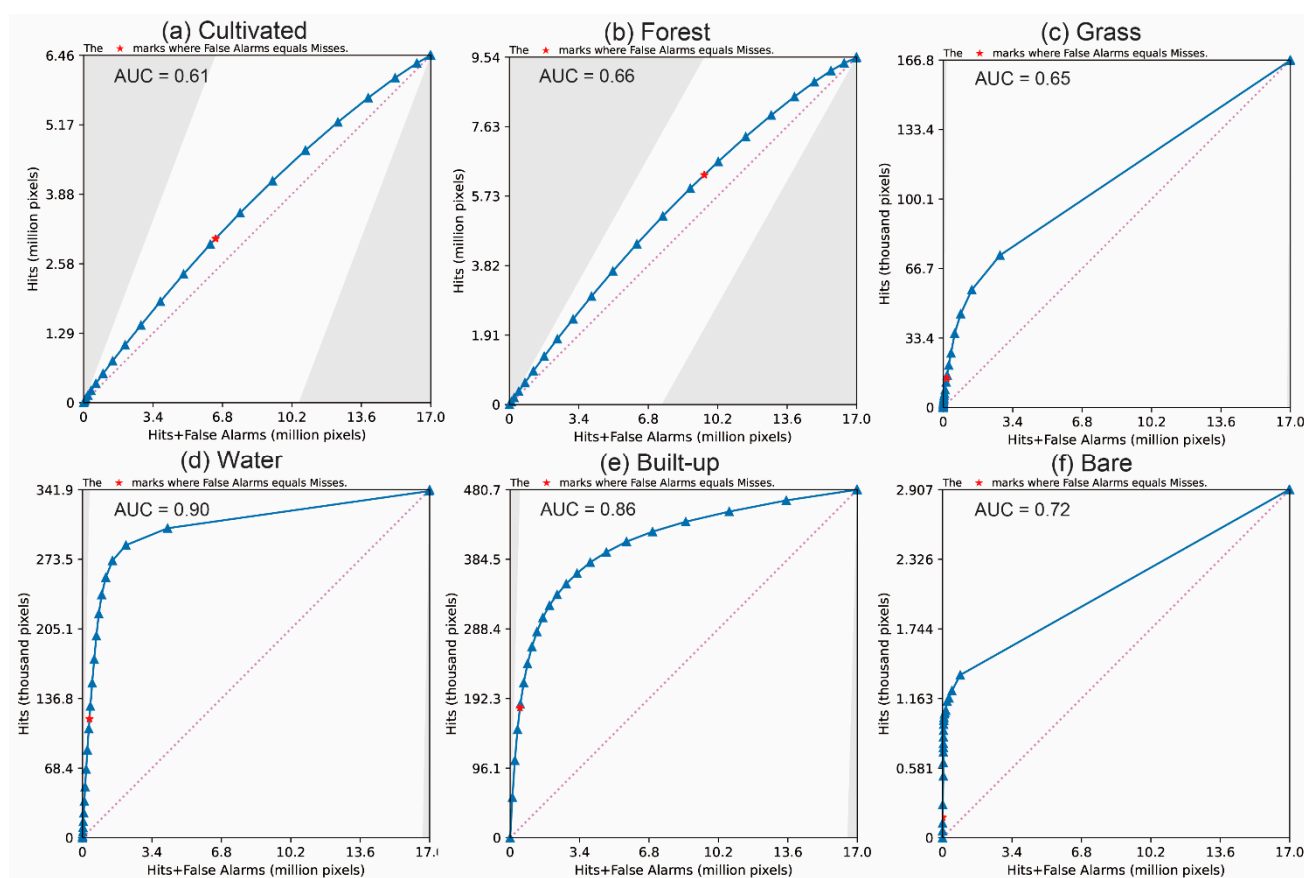 (a) Cultivated
The ★ marks where False Alarms equals Misses.
AUC = 0.61
6.46
5.17
3.88
2.58
1.29
0
Hits (million pixels)
0 3.4 6.8 10.2 13.6 17.0
Hits+False Alarms (million pixels)
(b) Forest
The ★ marks where False Alarms equals Misses.
AUC = 0.66
9.54
7.63
5.73
3.82
1.91
0
Hits (million pixels)
0 3.4 6.8 10.2 13.6 17.0
Hits+False Alarms (million pixels)
(c) Grass
AUC = 0.65
166.8
133.4
100.1
66.7
33.4
0
Hits (thousand pixels)
0 3.4 6.8 10.2 13.6 17.0
Hits+False Alarms (million pixels)
(d) Water
The ★ marks where False Alarms equals Misses.
AUC = 0.90
341.9
273.5
205.1
136.8
68.4
0
Hits (thousand pixels)
0 3.4 6.8 10.2 13.6 17.0
Hits+False Alarms (million pixels)
(e) Built-up
The ★ marks where False Alarms equals Misses.
AUC = 0.86
480.7
384.5
288.4
192.3
96.1
0
Hits (thousand pixels)
0 3.4 6.8 10.2 13.6 17.0
Hits+False Alarms (million pixels)
(f) Bare
The ★ marks where False Alarms equals Misses.
AUC = 0.72
2.907
2.326
1.744
1.163
0.581
0
Hits (thousand pixels)
0 3.4 6.8 10.2 13.6 17.0
Hits+False Alarms (million pixels)